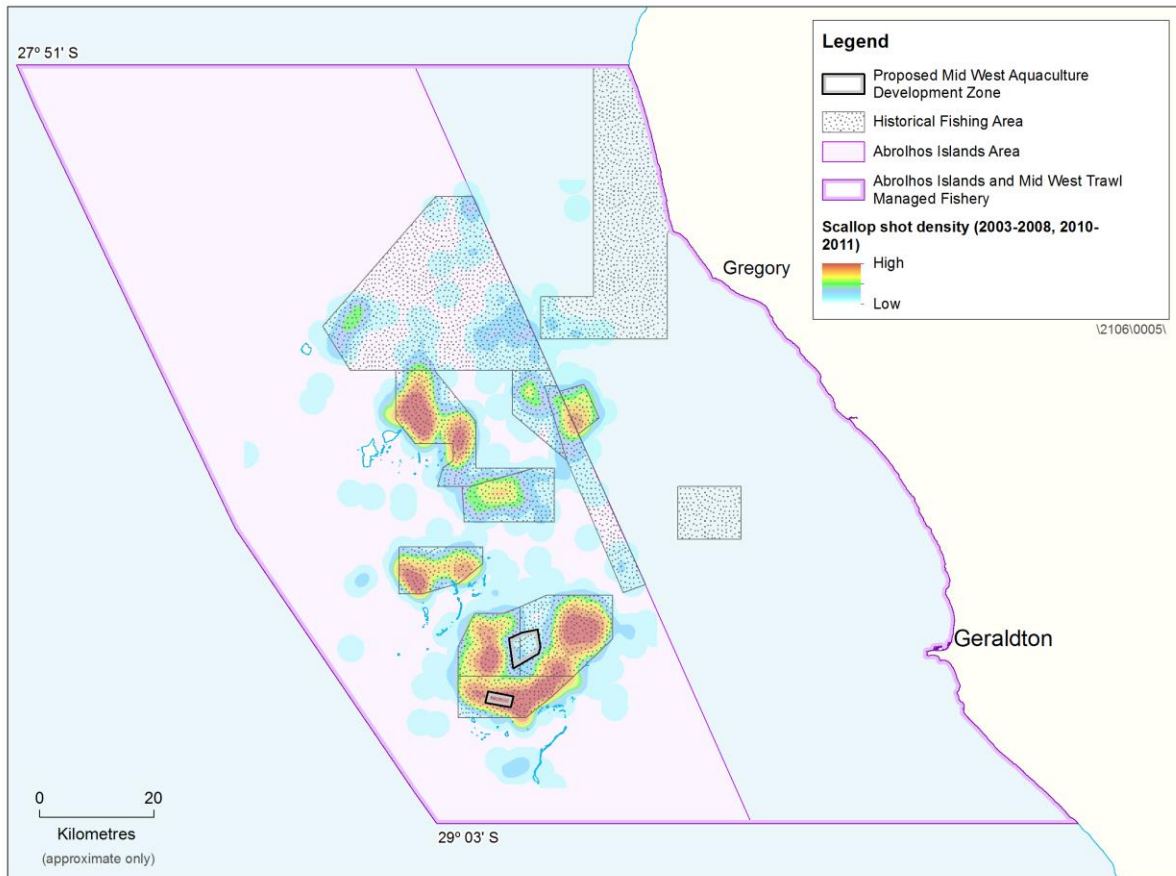 27° 51' S
Legend
Proposed Mid West Aquaculture
Development Zone
Historical Fishing Area
Abrolhos Islands Area
Abrolhos Islands and Mid West Trawl
Managed Fishery
Scallop shot density (2003-2008, 2010-
2011)
High
Low
\2106\0005\
Gregory
Geraldton
0 20
Kilometres
(approximate only)
29° 03' S